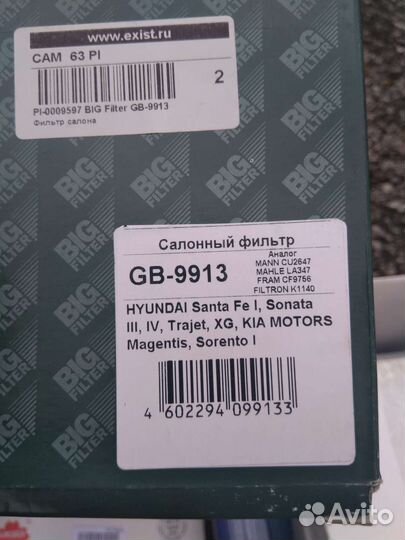 www.exist.ru
САМ 63 PI
2
PI-0009597 BIG Filter GB-9913
Фильтр салона
BIG FILTER
Салонный фильтр
GB-9913
Аналог
MANN CU2647
MAHLE LA347
FRAM CF9756
FILTRON K1140
HYUNDAI Santa Fe I, Sonata
III, IV, Trajet, XG, KIA MOTORS
Magentis, Sorento I
4 602294 099133
Avito